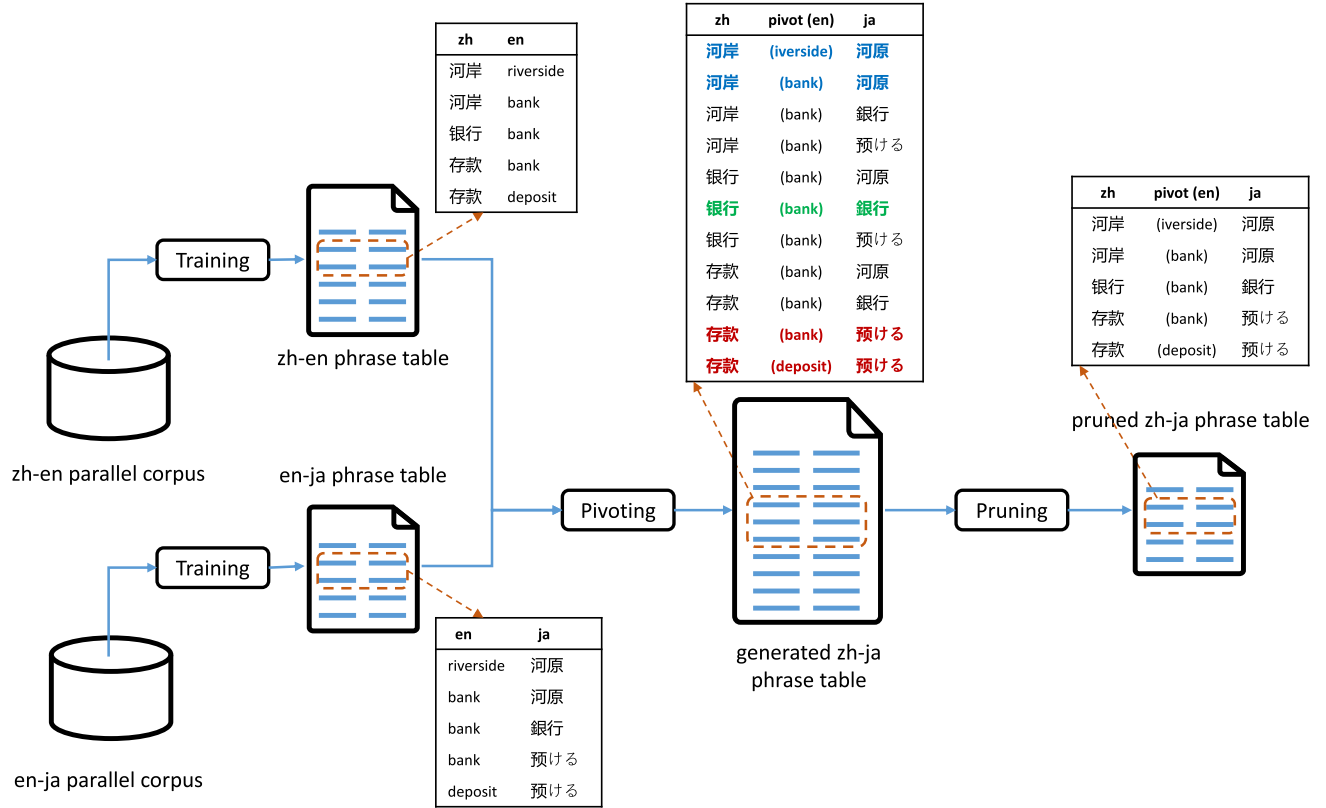 zh en
河岸 riverside
河岸 bank
银行 bank
存款 bank
存款 deposit
Training
zh-en phrase table
zh-en parallel corpus
en-ja phrase table
Training
en-ja parallel corpus
en ja
riverside 河原
bank 河原
bank 銀行
bank 預ける
deposit 預ける
Pivoting
zh pivot (en) ja
河岸 (iverside) 河原
河岸 (bank) 河原
河岸 (bank) 銀行
河岸 (bank) 預ける
银行 (bank) 河原
银行 (bank) 銀行
银行 (bank) 預ける
存款 (bank) 河原
存款 (bank) 銀行
存款 (bank) 預ける
存款 (deposit) 預ける
generated zh-ja
phrase table
Pruning
zh pivot (en) ja
河岸 (iverside) 河原
河岸 (bank) 河原
银行 (bank) 銀行
存款 (bank) 預ける
存款 (deposit) 預ける
pruned zh-ja phrase table